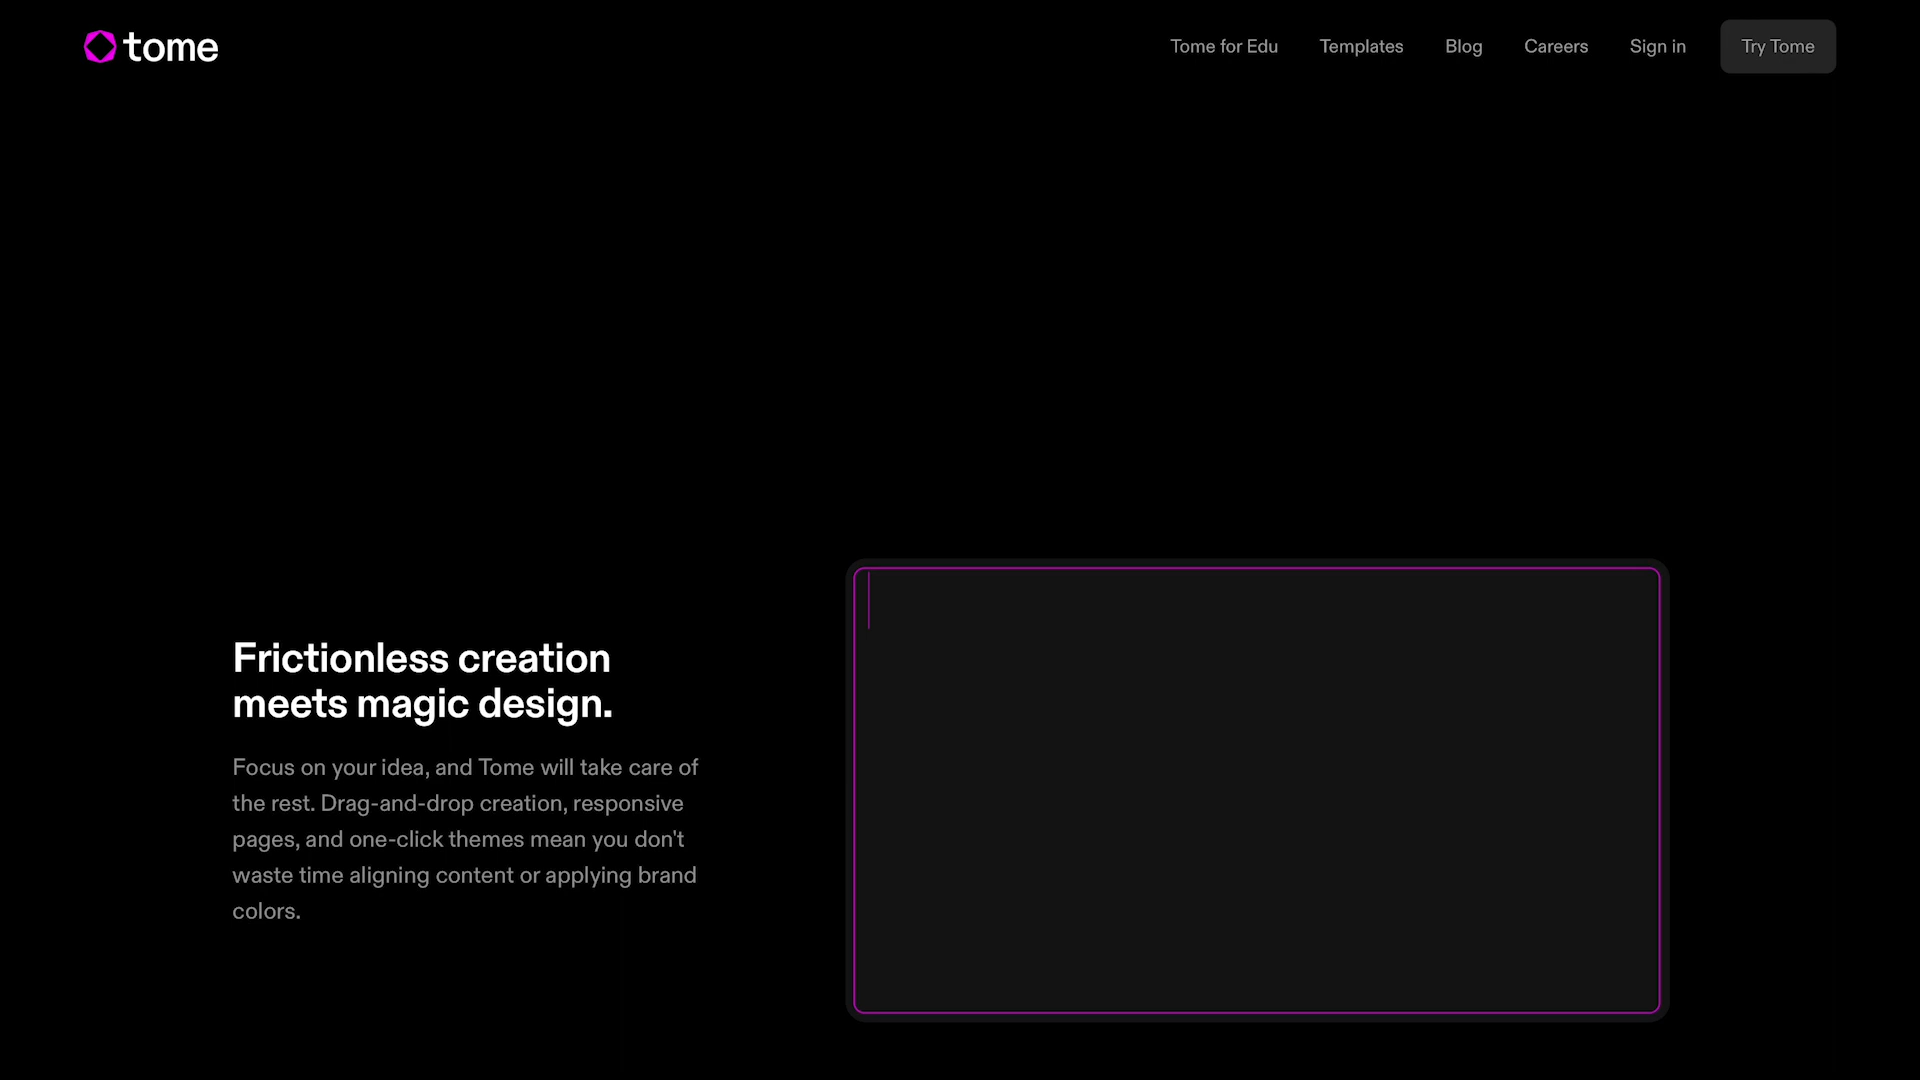 tome
Tome for Edu
Templates
Blog
Careers
Sign in
Try Tome
Frictionless creation
meets magic design.
Focus on your idea, and Tome will take care of
the rest. Drag-and-drop creation, responsive
pages, and one-click themes mean you don't
waste time aligning content or applying brand
colors.